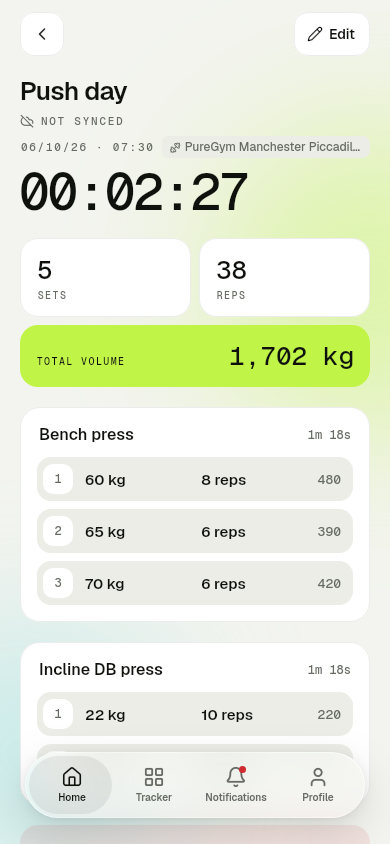 Edit
Push day
NOT SYNCED
06/10/26 · 07:30 PureGym Manchester Piccadil...
00:02:27
5 38
SETS REPS
TOTAL VOLUME 1,702 kg
Bench press 1m 18s
1 60 kg 8 reps 480
2 65 kg 6 reps 390
3 70 kg 6 reps 420
Incline DB press 1m 18s
1 22 kg 10 reps 220
Home Tracker Notifications Profile